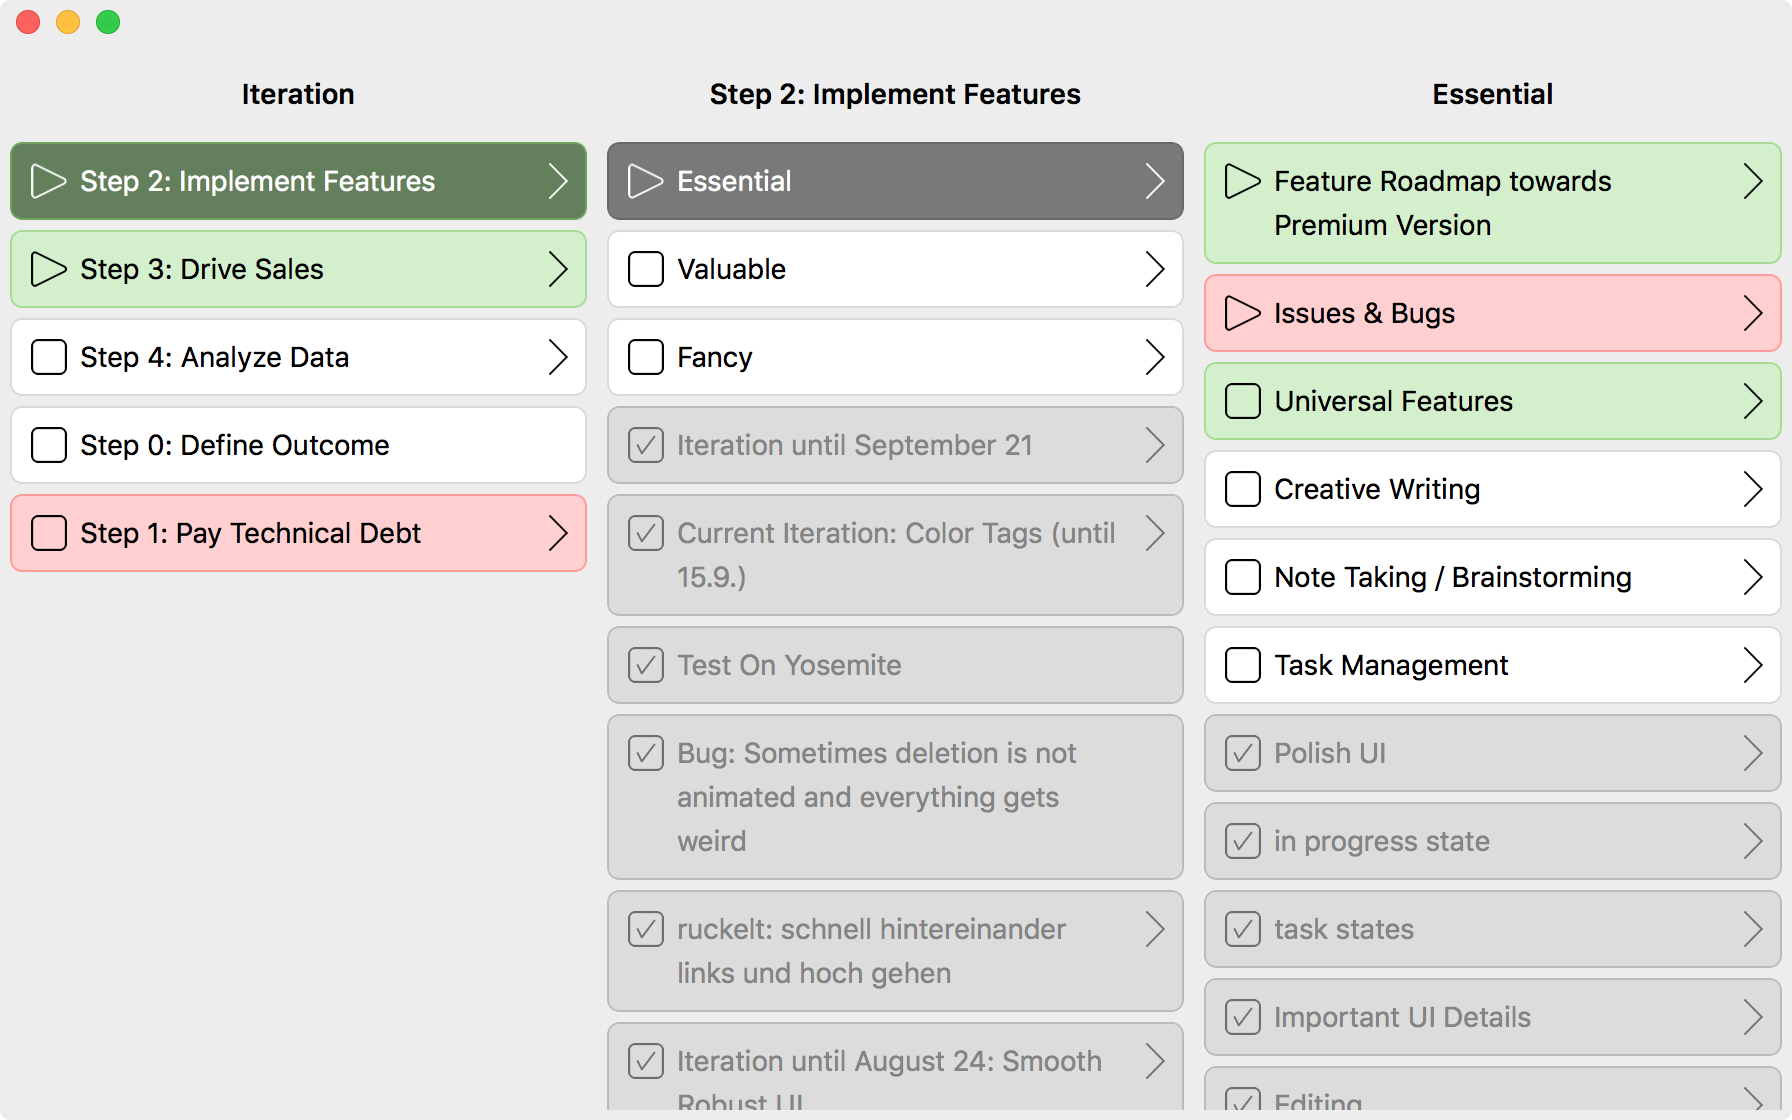 Iteration
Step 2: Implement Features
Step 3: Drive Sales
Step 4: Analyze Data
Step 0: Define Outcome
Step 1: Pay Technical Debt
Step 2: Implement Features
Essential
Valuable
Fancy
Iteration until September 21
Current Iteration: Color Tags (until
15.9.)
Test On Yosemite
Bug: Sometimes deletion is not
animated and everything gets
weird
ruckelt: schnell hintereinander
links und hoch gehen
Iteration until August 24: Smooth
Robust UI
Essential
Feature Roadmap towards
Premium Version
Issues & Bugs
Universal Features
Creative Writing
Note Taking / Brainstorming
Task Management
Polish UI
in progress state
task states
Important UI Details
Editing